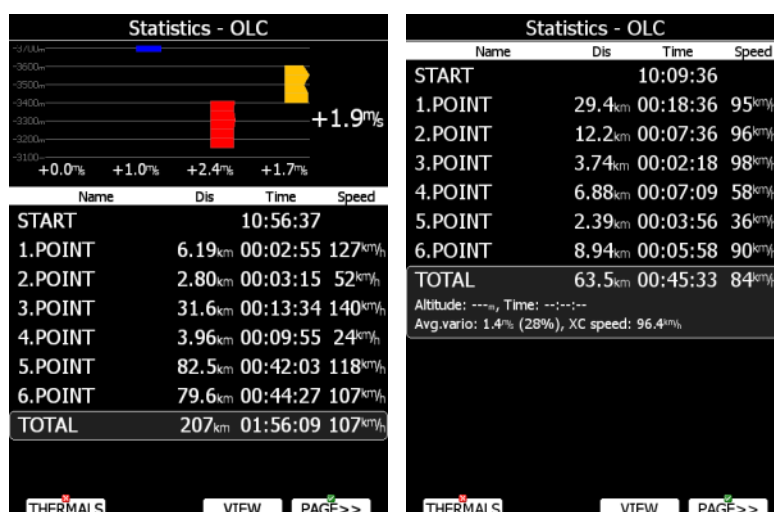 Statistics - OLC
-3700m
-3600m
-3500m
-3400m
-3300m
-3200m
-3100
+1.9m/s
+0.0m/s +1.0m/s +2.4m/s +1.7m/s
Name Dis Time Speed
START 10:56:37
1.POINT 6.19km 00:02:55 127km/h
2.POINT 2.80km 00:03:15 52km/h
3.POINT 31.6km 00:13:34 140km/h
4.POINT 3.96km 00:09:55 24km/h
5.POINT 82.5km 00:42:03 118km/h
6.POINT 79.6km 00:44:27 107km/h
TOTAL 207km 01:56:09 107km/h
THERMALS VIEW PAGE>>
Statistics - OLC
Name Dis Time Speed
START 10:09:36
1.POINT 29.4km 00:18:36 95km/h
2.POINT 12.2km 00:07:36 96km/h
3.POINT 3.74km 00:02:18 98km/h
4.POINT 6.88km 00:07:09 58km/h
5.POINT 2.39km 00:03:56 36km/h
6.POINT 8.94km 00:05:58 90km/h
TOTAL 63.5km 00:45:33 84km/h
Altitude: ---m, Time: --:--:--
Avg.vario: 1.4m/s (28%), XC speed: 96.4km/h
THERMALS VIEW PAGE>>